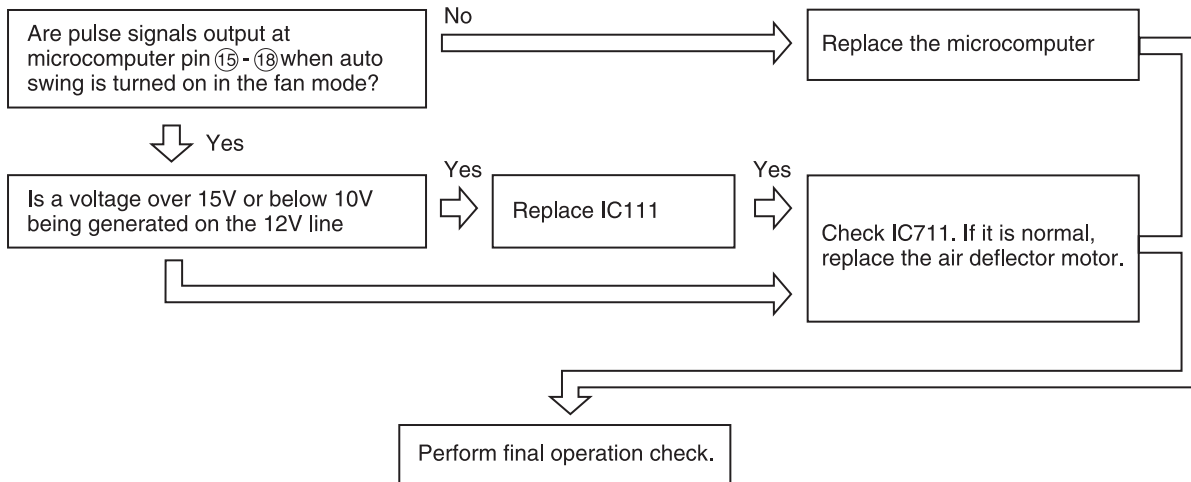 Are pulse signals output at
microcomputer pin ⑮ - ⑱ when auto
swing is turned on in the fan mode?
No
Replace the microcomputer
Yes
Is a voltage over 15V or below 10V
being generated on the 12V line
Yes
Replace IC111
Yes
Check IC711. If it is normal,
replace the air deflector motor.
Perform final operation check.